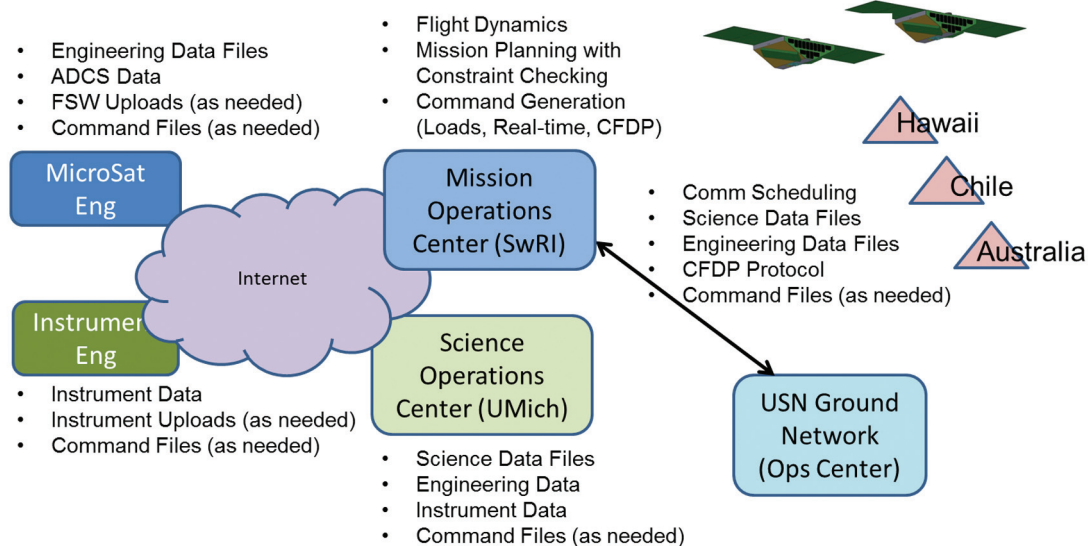 • Engineering Data Files
• ADCS Data
• FSW Uploads (as needed)
• Command Files (as needed)
• Flight Dynamics
• Mission Planning with
Constraint Checking
• Command Generation
(Loads, Real-time, CFDP)
MicroSat
Eng
Mission
Operations
Center (SwRI)
Hawaii
Chile
Australia
• Comm Scheduling
• Science Data Files
• Engineering Data Files
• CFDP Protocol
• Command Files (as needed)
Internet
Instrumen
Eng
Science
Operations
Center (UMich)
USN Ground
Network
(Ops Center)
• Instrument Data
• Instrument Uploads (as needed)
• Command Files (as needed)
• Science Data Files
• Engineering Data
• Instrument Data
• Command Files (as needed)